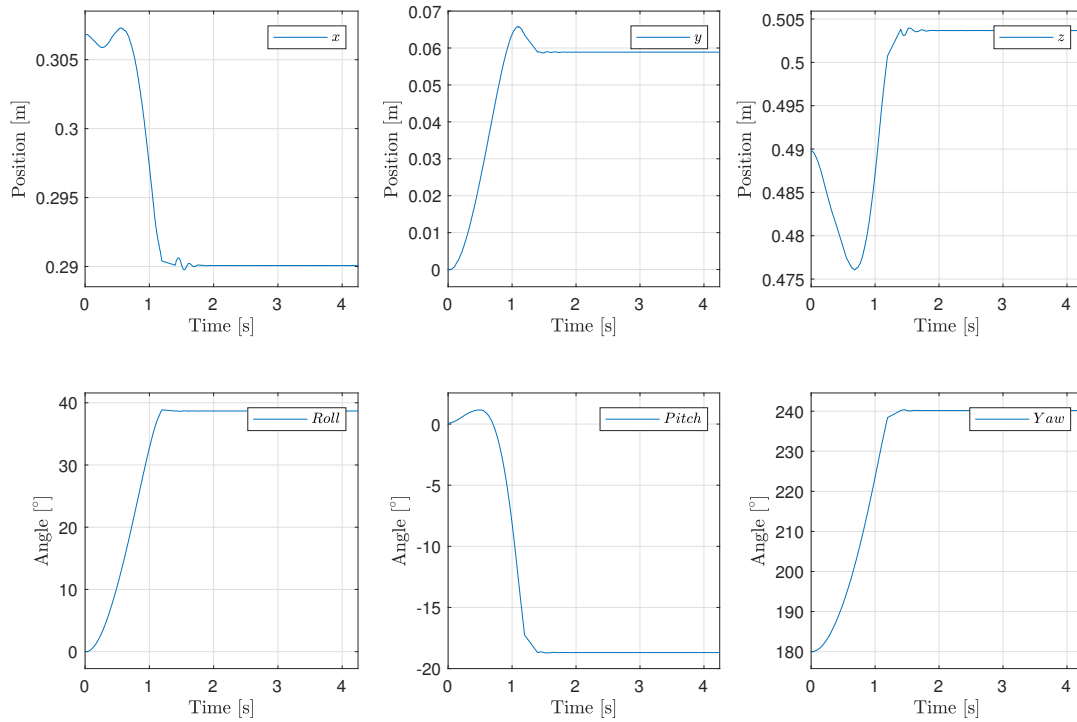 Position [m]
0.305
0.3
0.295
0.29
0 1 2 3 4
Time [s]
x
Position [m]
0.07
0.06
0.05
0.04
0.03
0.02
0.01
0
0 1 2 3 4
Time [s]
y
Position [m]
0.505
0.5
0.495
0.49
0.485
0.48
0.475
0 1 2 3 4
Time [s]
z
Angle [°]
40
30
20
10
0
0 1 2 3 4
Time [s]
Roll
Angle [°]
0
-5
-10
-15
-20
0 1 2 3 4
Time [s]
Pitch
Angle [°]
240
230
220
210
200
190
180
0 1 2 3 4
Time [s]
Yaw